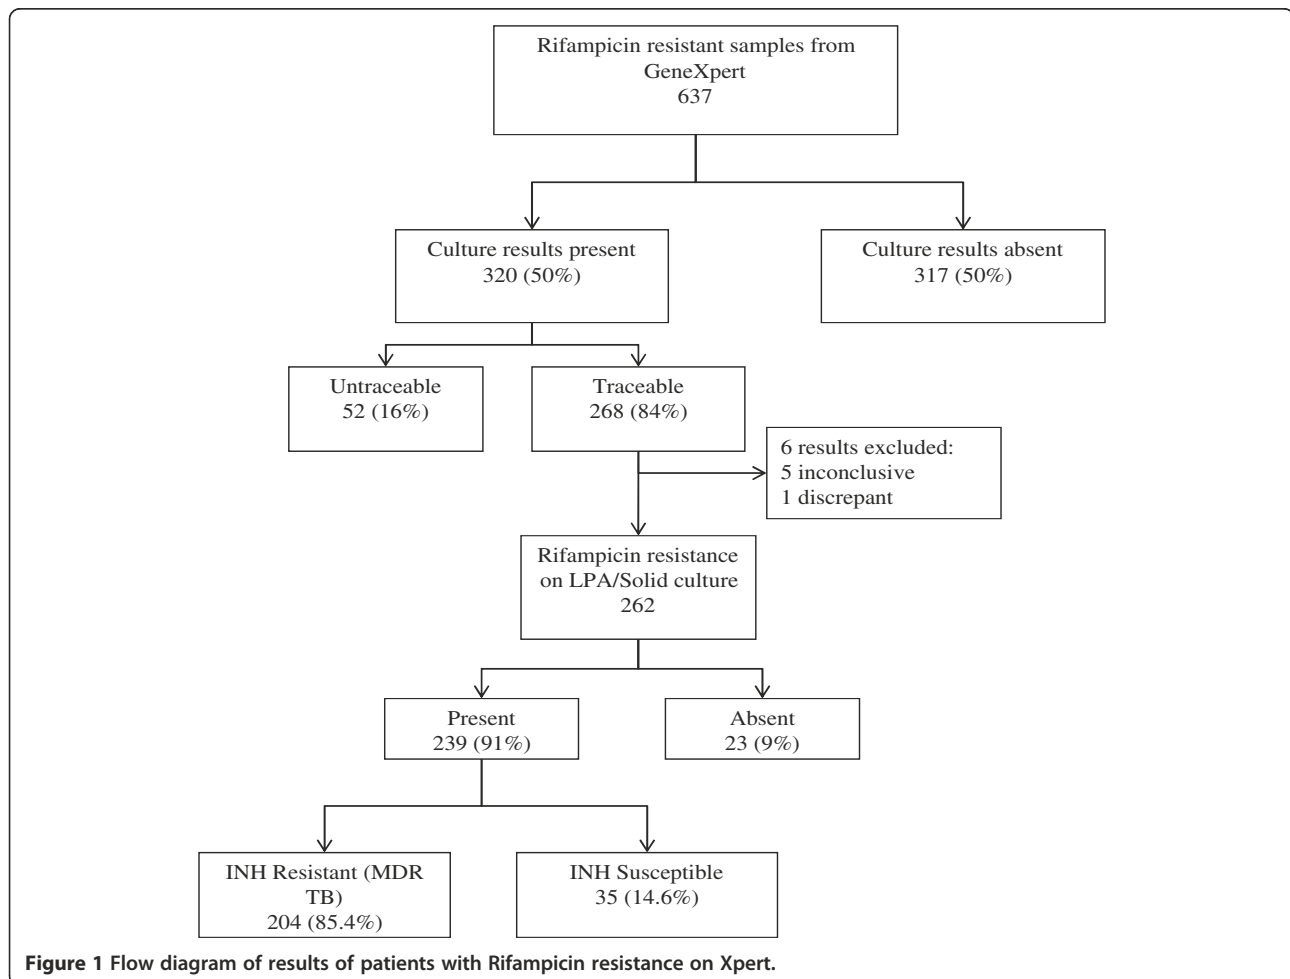 Rifampicin resistant samples from
GeneXpert
637
Culture results present
320 (50%)
Culture results absent
317 (50%)
Untraceable
52 (16%)
Traceable
268 (84%)
6 results excluded:
5 inconclusive
1 discrepant
Rifampicin resistance
on LPA/Solid culture
262
Present
239 (91%)
Absent
23 (9%)
INH Resistant (MDR
TB)
204 (85.4%)
INH Susceptible
35 (14.6%)
Figure 1 Flow diagram of results of patients with Rifampicin resistance on Xpert.